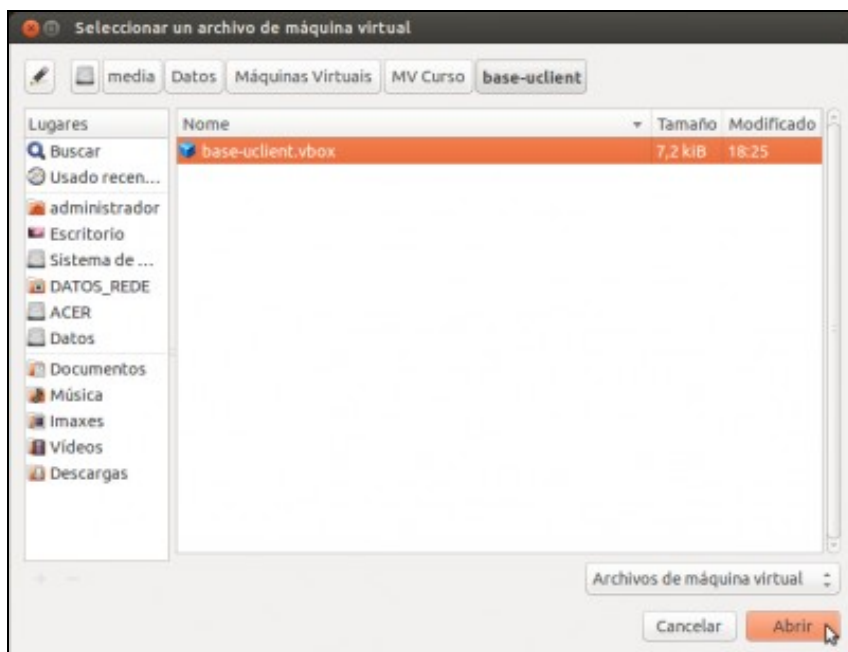 Seleccionar un archivo de máquina virtual
media Datos Máquinas Virtuais MV Curso base-uclient
Lugares
Buscar
Usado recen...
administrador
Escritorio
Sistema de ...
DATOS_REDE
ACER
Datos
Documentos
Música
Imaxes
Vídeos
Descargas
Nome Tamaño Modificado
base-uclient.vbox 7,2 kiB 18:25
Archivos de máquina virtual
Cancelar Abrir